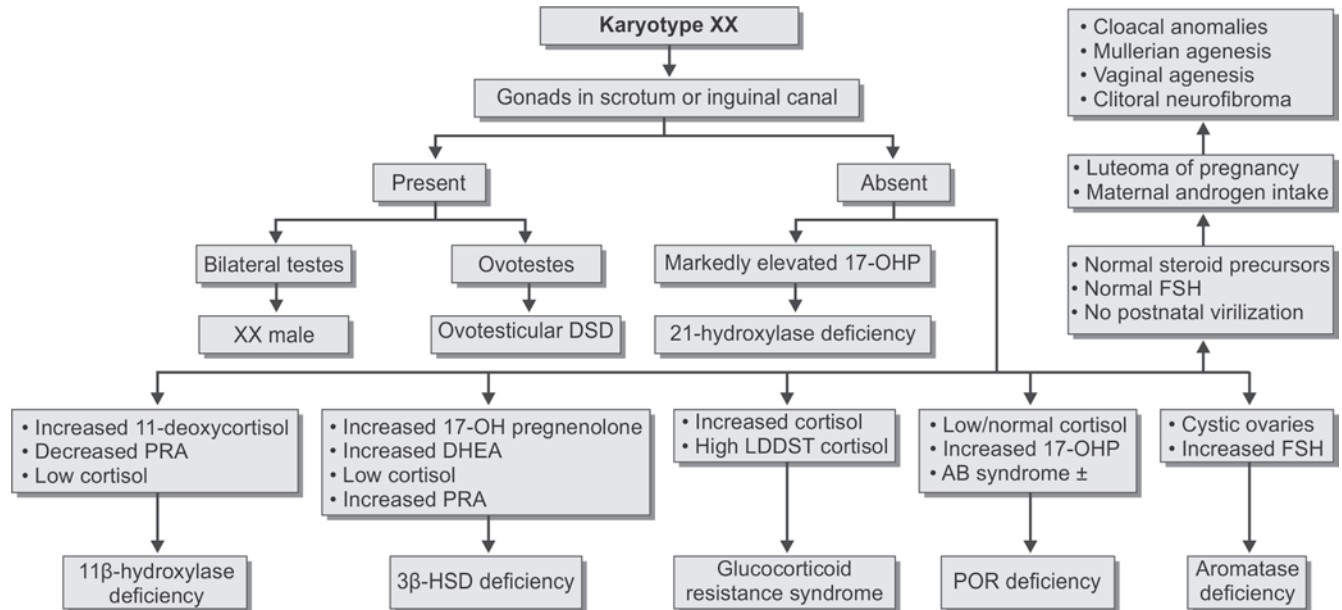 Karyotype XX
Gonads in scrotum or inguinal canal
Present
Absent
Bilateral testes
Ovotestes
Markedly elevated 17-OHP
XX male
Ovotesticular DSD
21-hydroxylase deficiency
• Cloacal anomalies
• Mullerian agenesis
• Vaginal agenesis
• Clitoral neurofibroma
• Luteoma of pregnancy
• Maternal androgen intake
• Normal steroid precursors
• Normal FSH
• No postnatal virilization
• Increased 11-deoxycortisol
• Decreased PRA
• Low cortisol
• Increased 17-OH pregnenolone
• Increased DHEA
• Low cortisol
• Increased PRA
• Increased cortisol
• High LDDST cortisol
• Low/normal cortisol
• Increased 17-OHP
• AB syndrome ±
• Cystic ovaries
• Increased FSH
11β-hydroxylase
deficiency
3β-HSD deficiency
Glucocorticoid
resistance syndrome
POR deficiency
Aromatase
deficiency